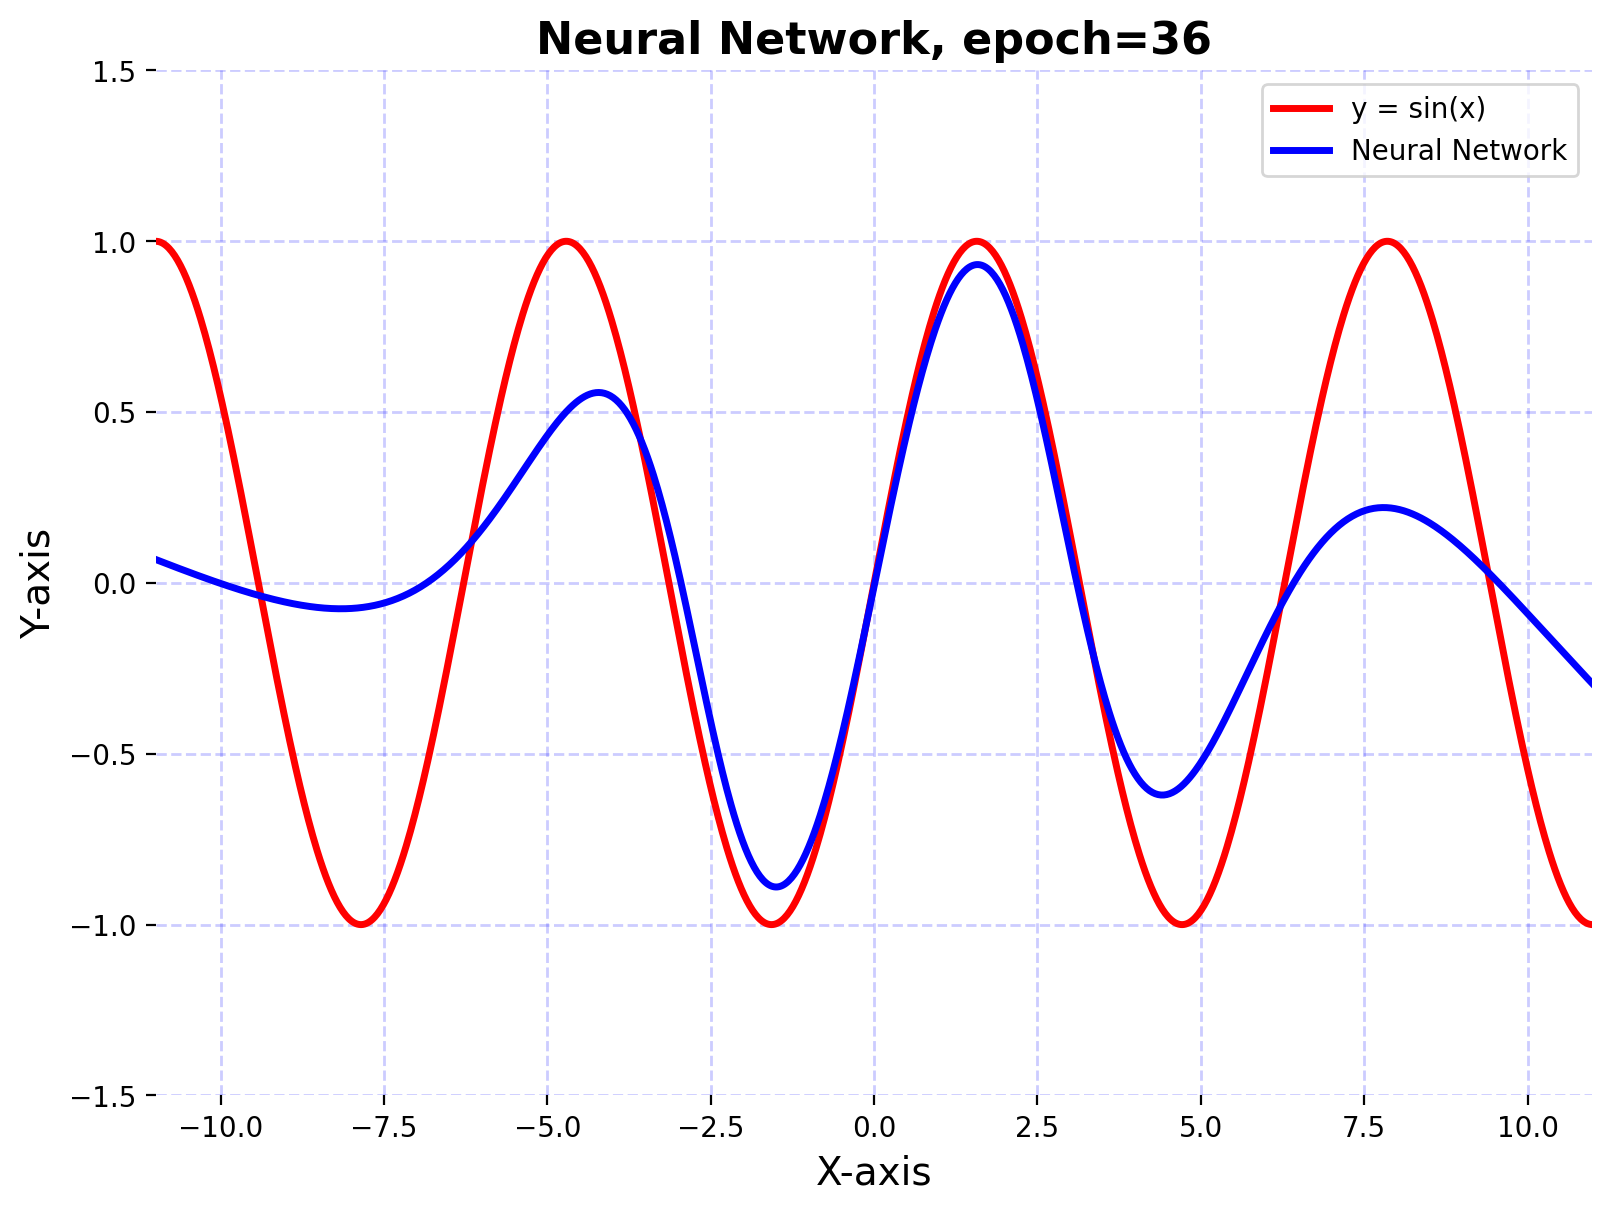 Neural Network, epoch=36
y = sin(x)
Neural Network
1.5
1.0
0.5
0.0
−0.5
−1.0
−1.5
Y-axis
−10.0 −7.5 −5.0 −2.5 0.0 2.5 5.0 7.5 10.0
X-axis